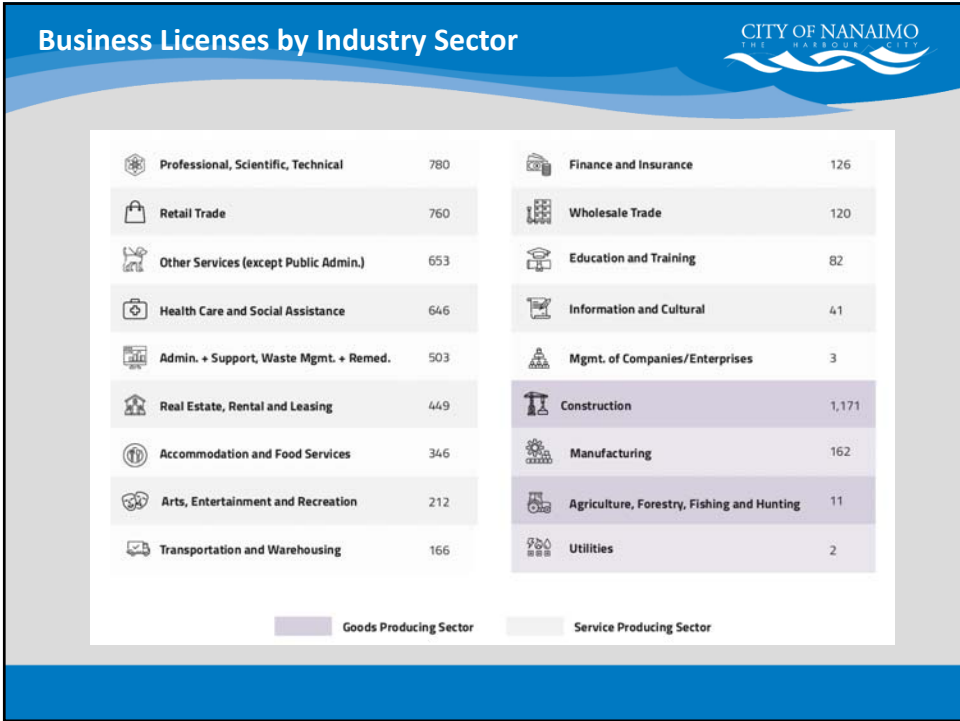 Business Licenses by Industry Sector
CITY OF NANAIMO
THE HARBOUR CITY
Professional, Scientific, Technical 780
Retail Trade 760
Other Services (except Public Admin.) 653
Health Care and Social Assistance 646
Admin. + Support, Waste Mgmt. + Remed. 503
Real Estate, Rental and Leasing 449
Accommodation and Food Services 346
Arts, Entertainment and Recreation 212
Transportation and Warehousing 166
Finance and Insurance 126
Wholesale Trade 120
Education and Training 82
Information and Cultural 41
Mgmt. of Companies/Enterprises 3
Construction 1,171
Manufacturing 162
Agriculture, Forestry, Fishing and Hunting 11
Utilities 2
Goods Producing Sector
Service Producing Sector